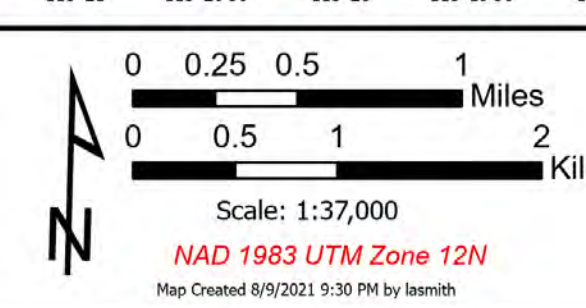 0 0.25 0.5 1
Miles
0 0.5 1 2
Kil
N
Scale: 1:37,000
NAD 1983 UTM Zone 12N
Map Created 8/9/2021 9:30 PM by lasmith